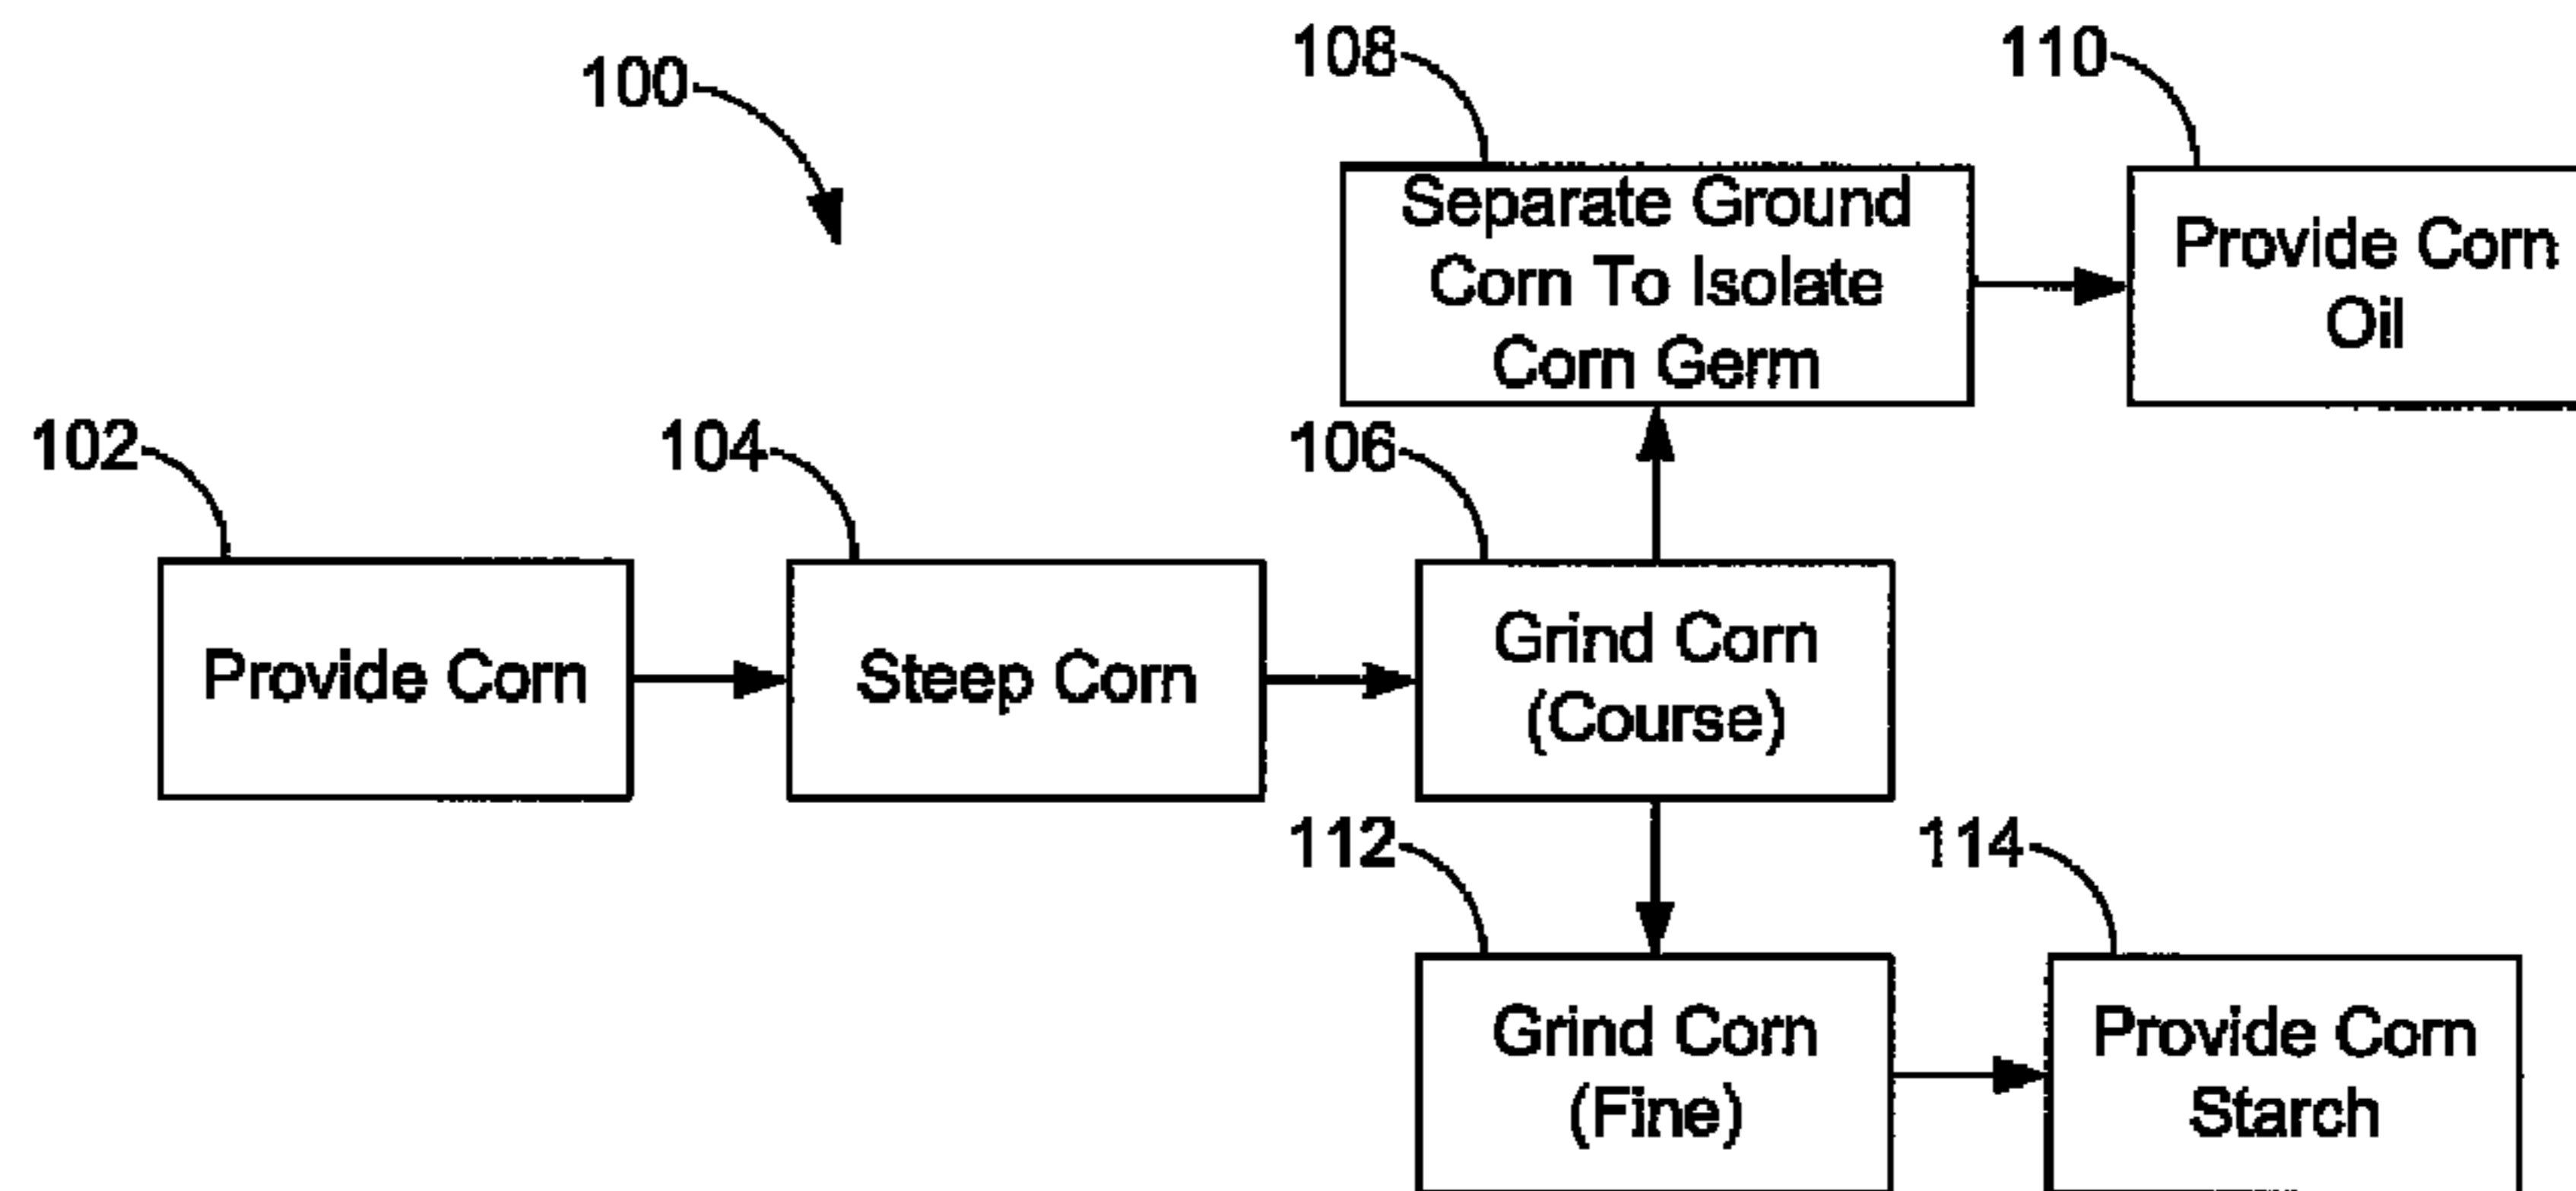 100
108
110
Separate Ground
Corn To Isolate
Corn Germ
Provide Corn
Oil
102
104
106
Provide Corn
Steep Corn
Grind Corn
(Course)
112
114
Grind Corn
(Fine)
Provide Corn
Starch